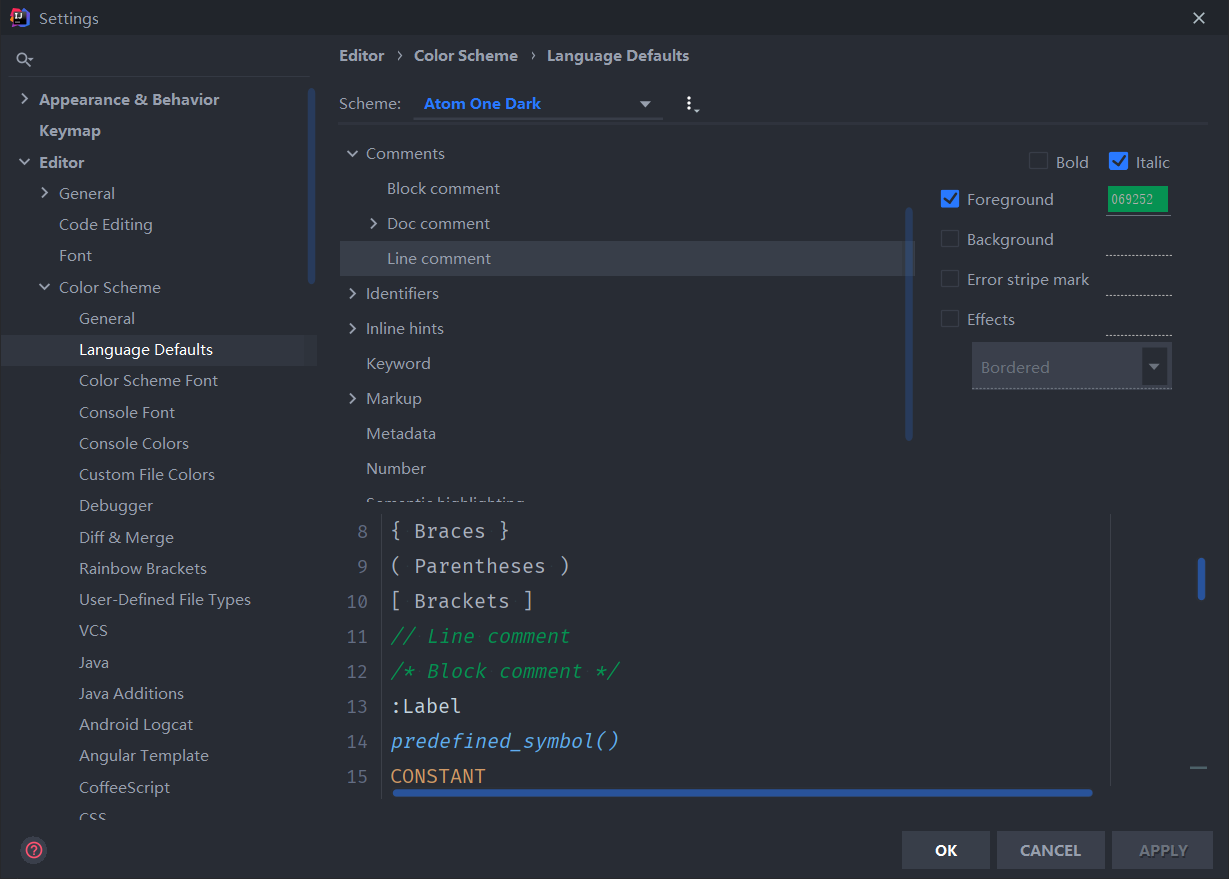 Settings
Appearance & Behavior
Keymap
Editor
General
Code Editing
Font
Color Scheme
General
Language Defaults
Color Scheme Font
Console Font
Console Colors
Custom File Colors
Debugger
Diff & Merge
Rainbow Brackets
User-Defined File Types
VCS
Java
Java Additions
Android Logcat
Angular Template
CoffeeScript
CSS
Editor › Color Scheme › Language Defaults
Scheme: Atom One Dark
Comments
Block comment
Doc comment
Line comment
Identifiers
Inline hints
Keyword
Markup
Metadata
Number
Semantic highlighting
Bold Italic
Foreground 069252
Background
Error stripe mark
Effects
Bordered
8 { Braces }
9 ( Parentheses )
10 [ Brackets ]
11 // Line comment
12 /* Block comment */
13 :Label
14 predefined_symbol()
15 CONSTANT
?
OK CANCEL APPLY